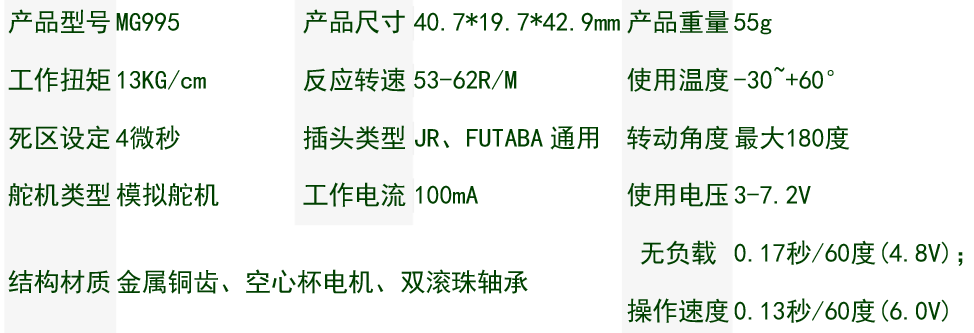 产品型号 MG995 产品尺寸 40.7*19.7*42.9mm 产品重量 55g
工作扭矩 13KG/cm 反应转速 53-62R/M 使用温度 -30~+60°
死区设定 4微秒 插头类型 JR、FUTABA 通用 转动角度 最大180度
舵机类型 模拟舵机 工作电流 100mA 使用电压 3-7.2V
结构材质 金属铜齿、空心杯电机、双滚珠轴承
无负载 0.17秒/60度(4.8V);
操作速度 0.13秒/60度(6.0V)